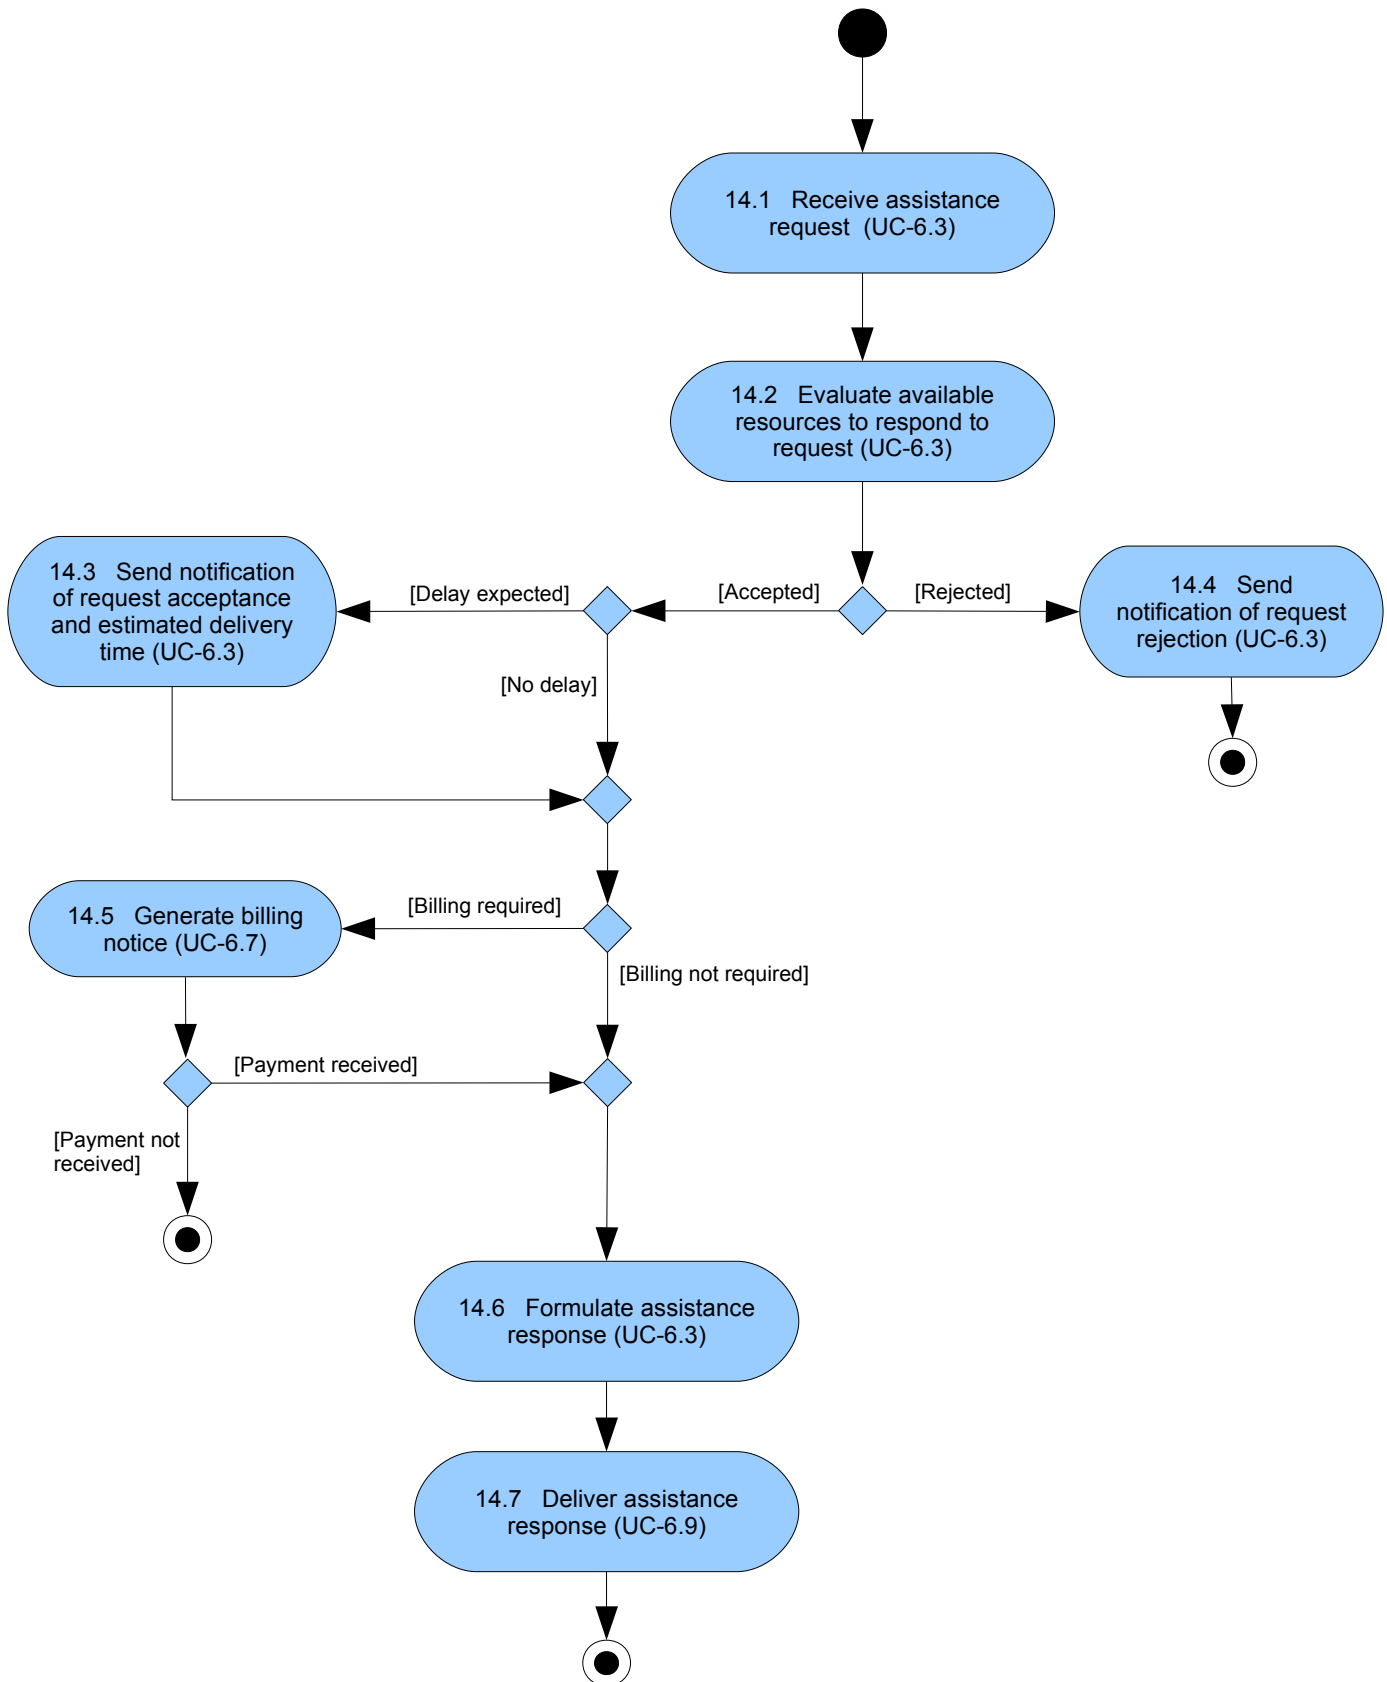 14.1 Receive assistance
request (UC-6.3)
14.2 Evaluate available
resources to respond to
request (UC-6.3)
14.3 Send notification
of request acceptance
and estimated delivery
time (UC-6.3)
[Delay expected]
[Accepted]
[Rejected]
14.4 Send
notification of request
rejection (UC-6.3)
[No delay]
14.5 Generate billing
notice (UC-6.7)
[Billing required]
[Billing not required]
[Payment received]
[Payment not
received]
14.6 Formulate assistance
response (UC-6.3)
14.7 Deliver assistance
response (UC-6.9)